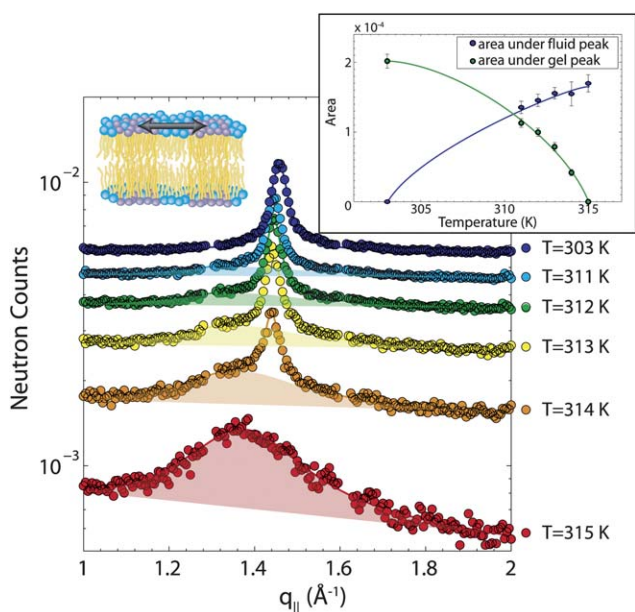 x 10⁻⁴
area under fluid peak
area under gel peak
2
1
0
Area
305
310
315
Temperature (K)
10⁻²
10⁻³
Neutron Counts
T=303 K
T=311 K
T=312 K
T=313 K
T=314 K
T=315 K
1
1.2
1.4
1.6
1.8
2
q|| (Å⁻¹)